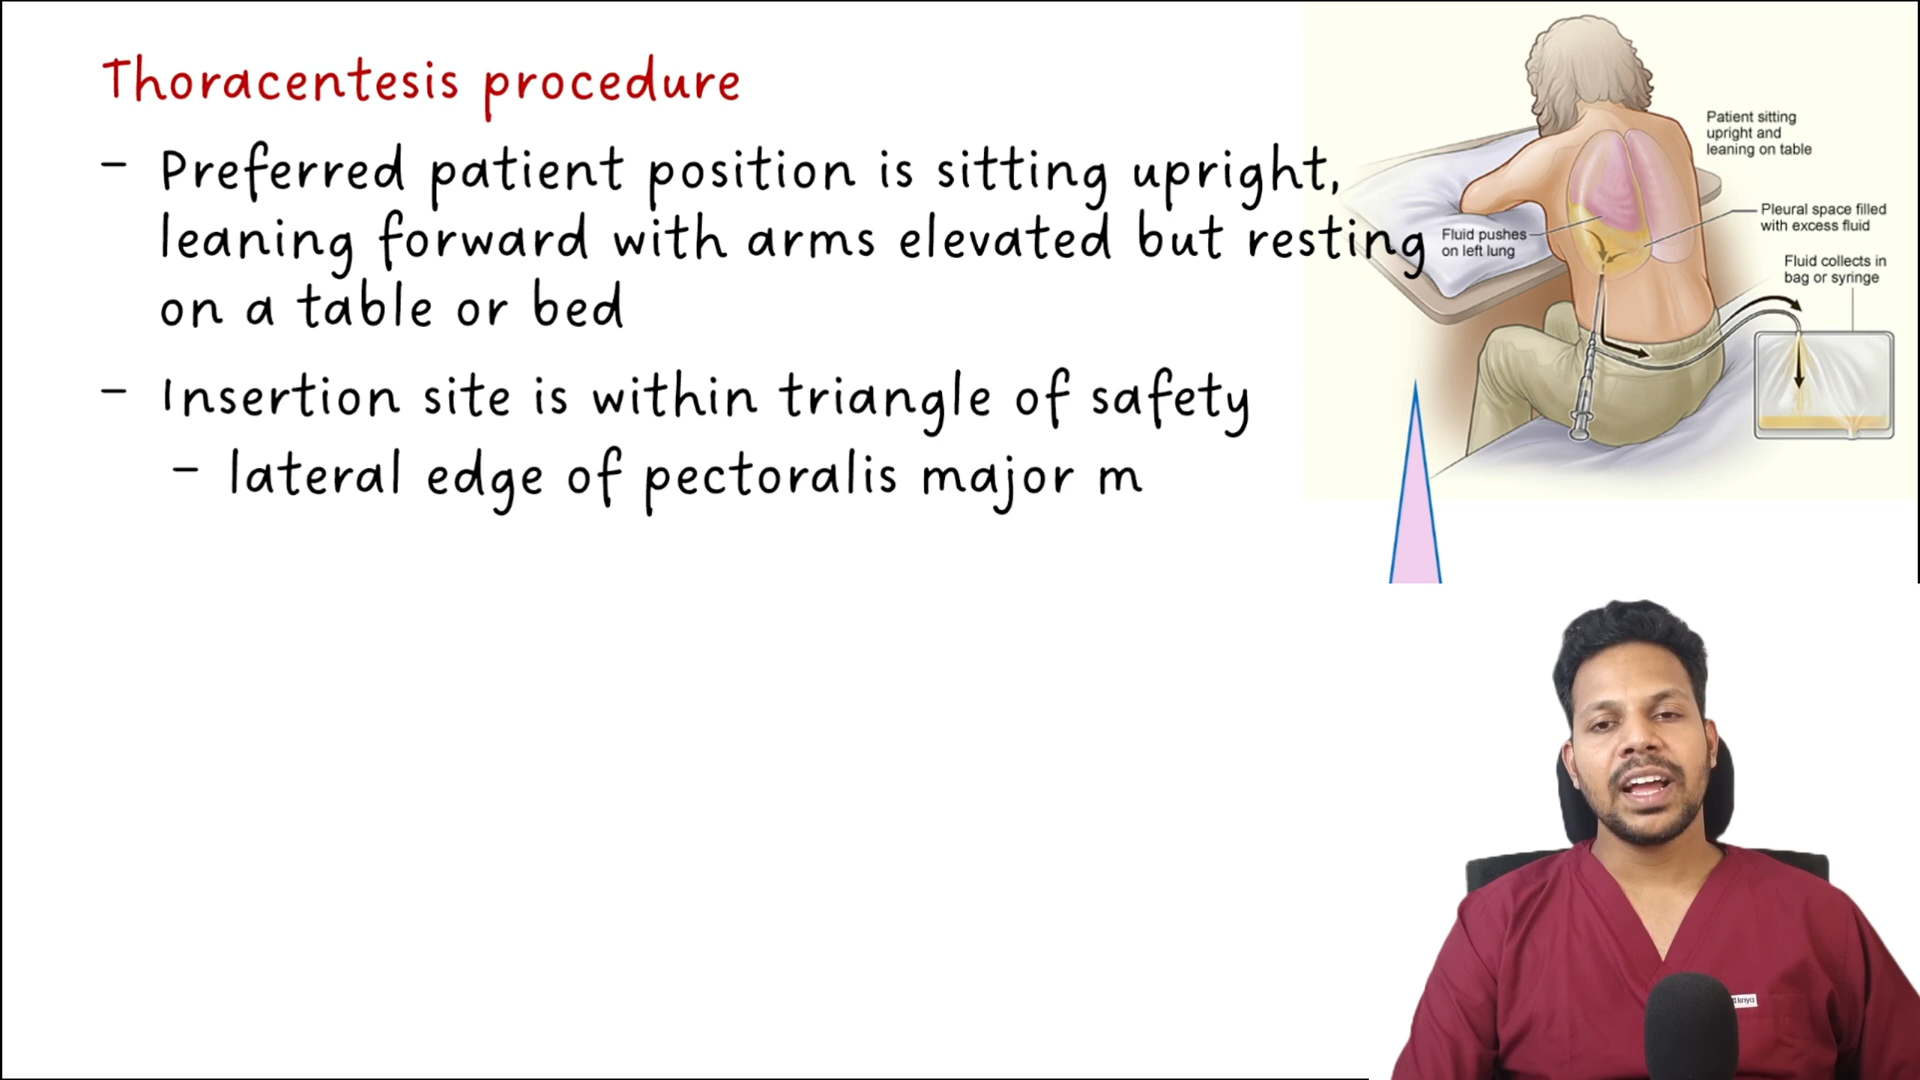 Thoracentesis procedure
- Preferred patient position is sitting upright,
leaning forward with arms elevated but resting
on a table or bed
- Insertion site is within triangle of safety
- lateral edge of pectoralis major m
Patient sitting
upright and
leaning on table
Pleural space filled
with excess fluid
Fluid pushes
on left lung
Fluid collects in
bag or syringe
knya